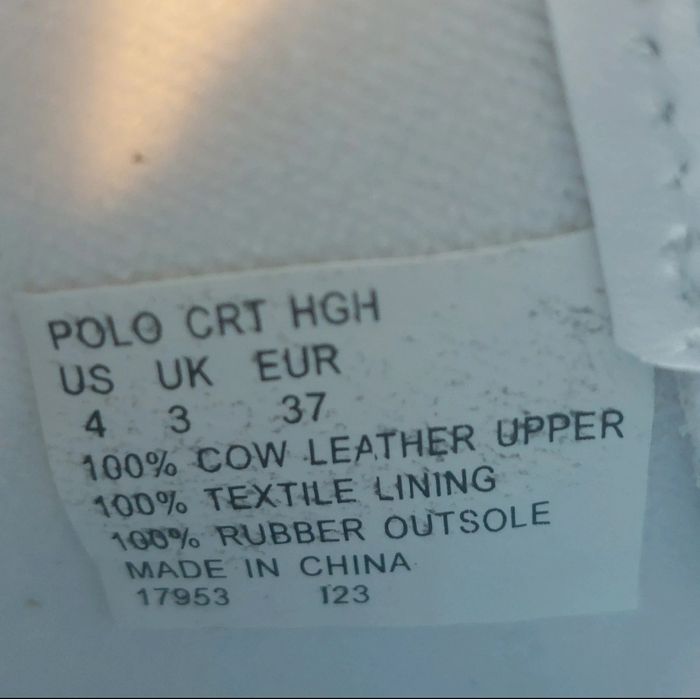 POLO CRT HGH
US UK EUR
4 3 37
100% COW LEATHER UPPER
100% TEXTILE LINING
100% RUBBER OUTSOLE
MADE IN CHINA
17953 I23